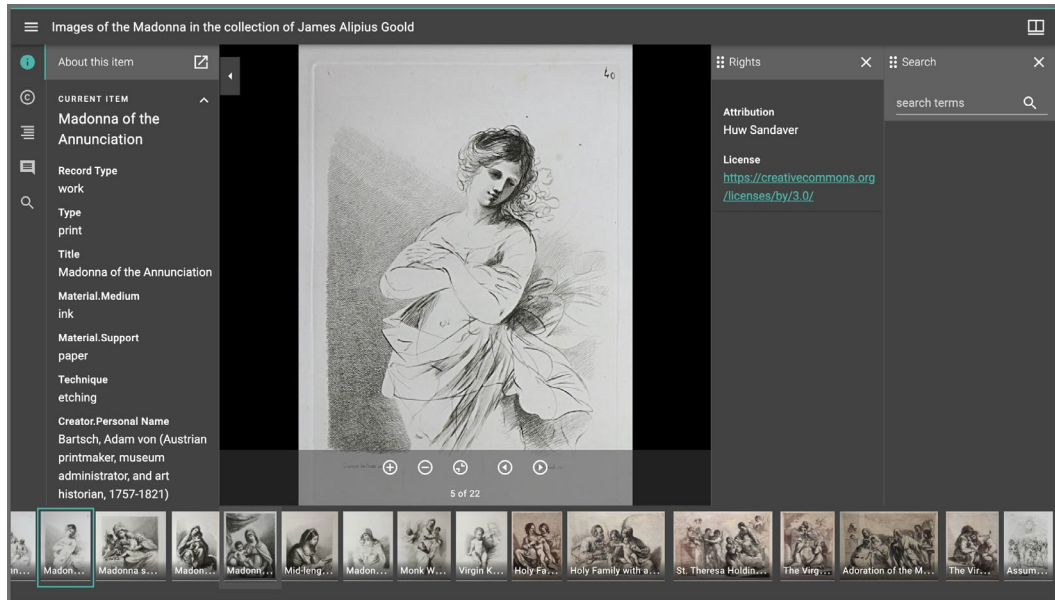 Images of the Madonna in the collection of James Alipius Goold
About this item
CURRENT ITEM
Madonna of the
Annunciation
Record Type
work
Type
print
Title
Madonna of the Annunciation
Material.Medium
ink
Material.Support
paper
Technique
etching
Creator.Personal Name
Bartsch, Adam von (Austrian
printmaker, museum
administrator, and art
historian, 1757-1821)
40
5 of 22
Rights
Attribution
Huw Sandaver
License
https://creativecommons.org
/licenses/by/3.0/
Search
search terms
Madon...
Madonna s...
Madon...
Madonn...
Mid-leng...
Madon...
Monk W...
Virgin K...
Holy Fa...
Holy Family with a...
St. Theresa Holdin...
The Virg...
Adoration of the M...
The Vir...
Assum...